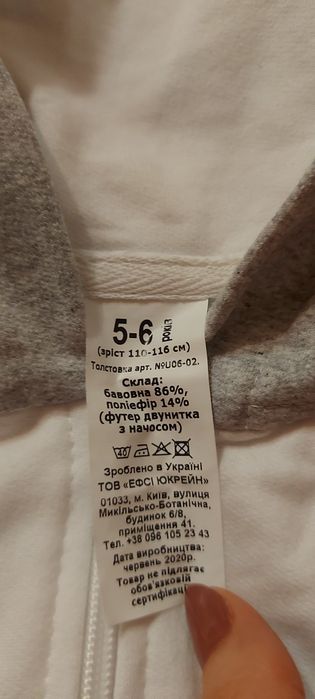 5-6 років
(зріст 110-116 см)
Толстовка арт. №U06-02.
Склад:
бавовна 86%,
поліефір 14%
(футер двунитка
з начосом)
40
Зроблено в Україні
ТОВ «ЕФСІ ЮКРЕЙН»
01033, м. Київ, вулиця
Микільсько-Ботанічна,
будинок 6/8,
приміщення 41.
Тел. +38 096 105 23 43
Дата виробництва:
червень 2020р.
Товар не підлягає
обов'язковій
сертифікації